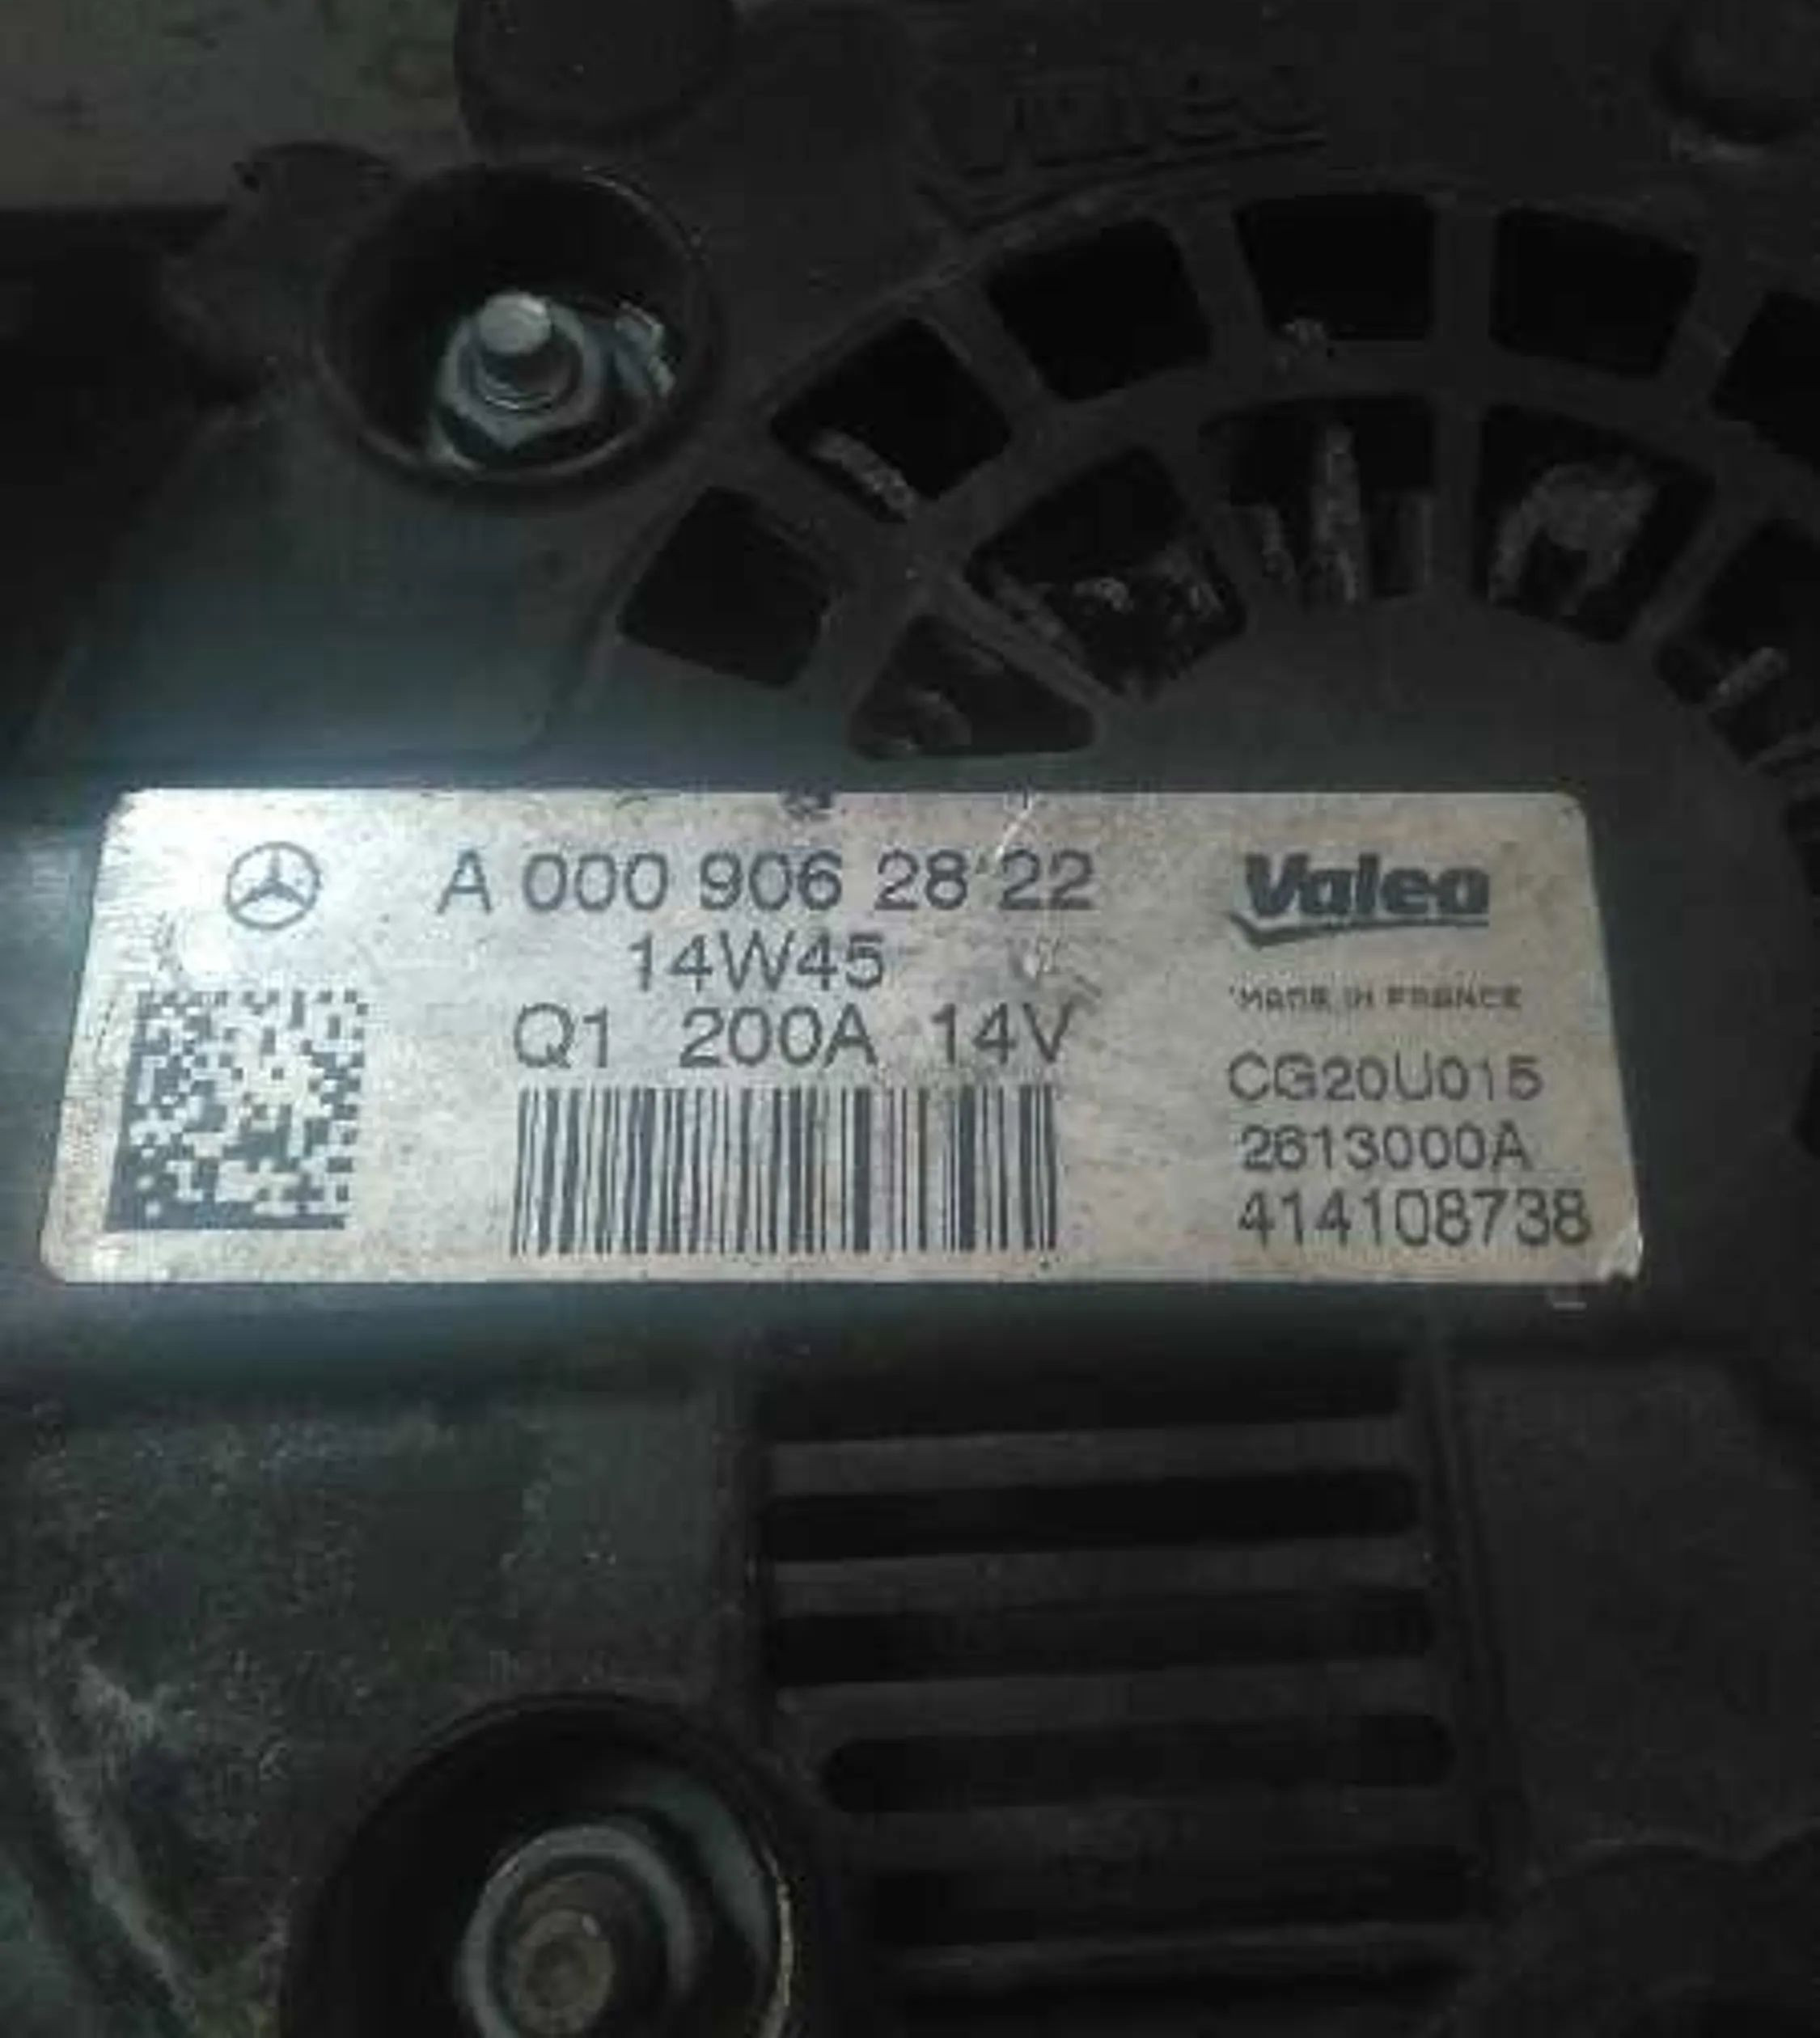 A 000 906 28 22
14W45
Q1 200A 14V
Valeo
MADE IN FRANCE
CG20U015
2613000A
414108738